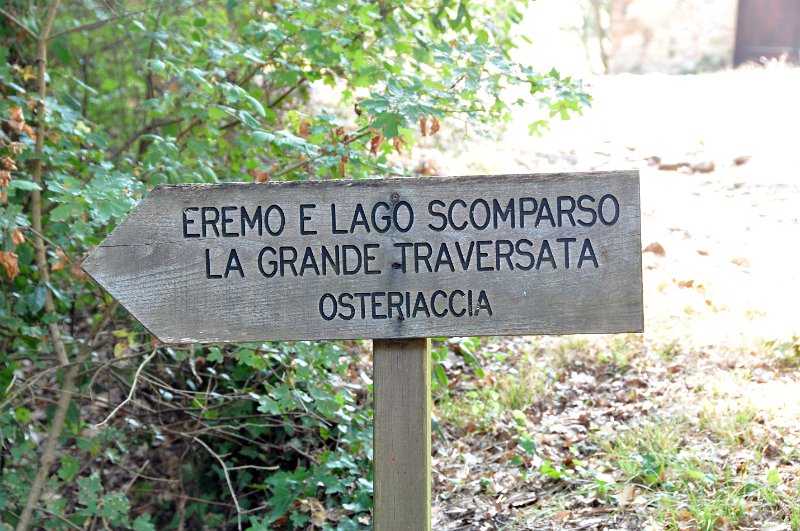 EREMO E LAGO SCOMPARSO
LA GRANDE TRAVERSATA
OSTERIACCIA